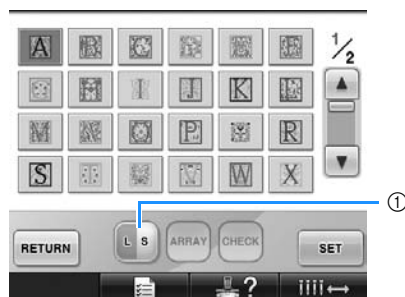 A B C F 1/2
H I J K L
M N O P R
S V W X
①
RETURN L S ARRAY CHECK SET
?